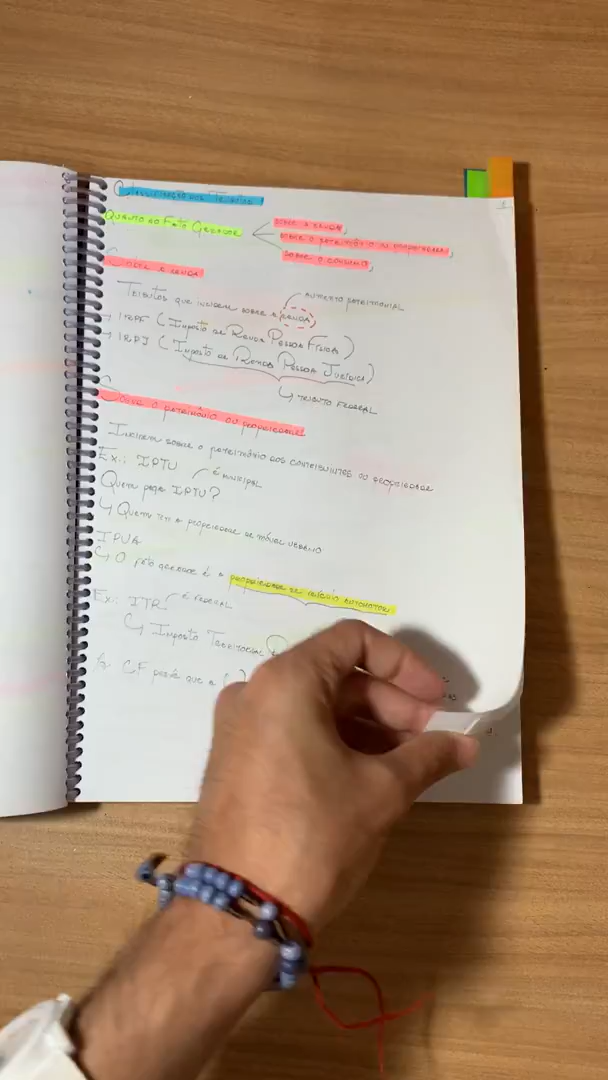 Classificação dos Tributos
1
Quanto ao Fato Gerador
sobre a renda;
sobre o patrimônio ou propriedade;
sobre o consumo;
Sobre a renda
aumento patrimonial
Tributos que incidem sobre a renda
→ IRPF (Imposto de Renda Pessoa Física)
→ IRPJ (Imposto de Renda Pessoa Jurídica)
↳ tributo federal
Sobre o patrimônio ou propriedade
Incidem sobre o patrimônio dos contribuintes ou propriedade
Ex.: IPTU
é municipal
Quem paga IPTU?
↳ Quem tem a propriedade de imóvel urbano
IPVA
↳ O fato gerador é a propriedade de veículo automotor
Ex.: ITR
é federal
↳ Imposto Territorial
CF prevê que a